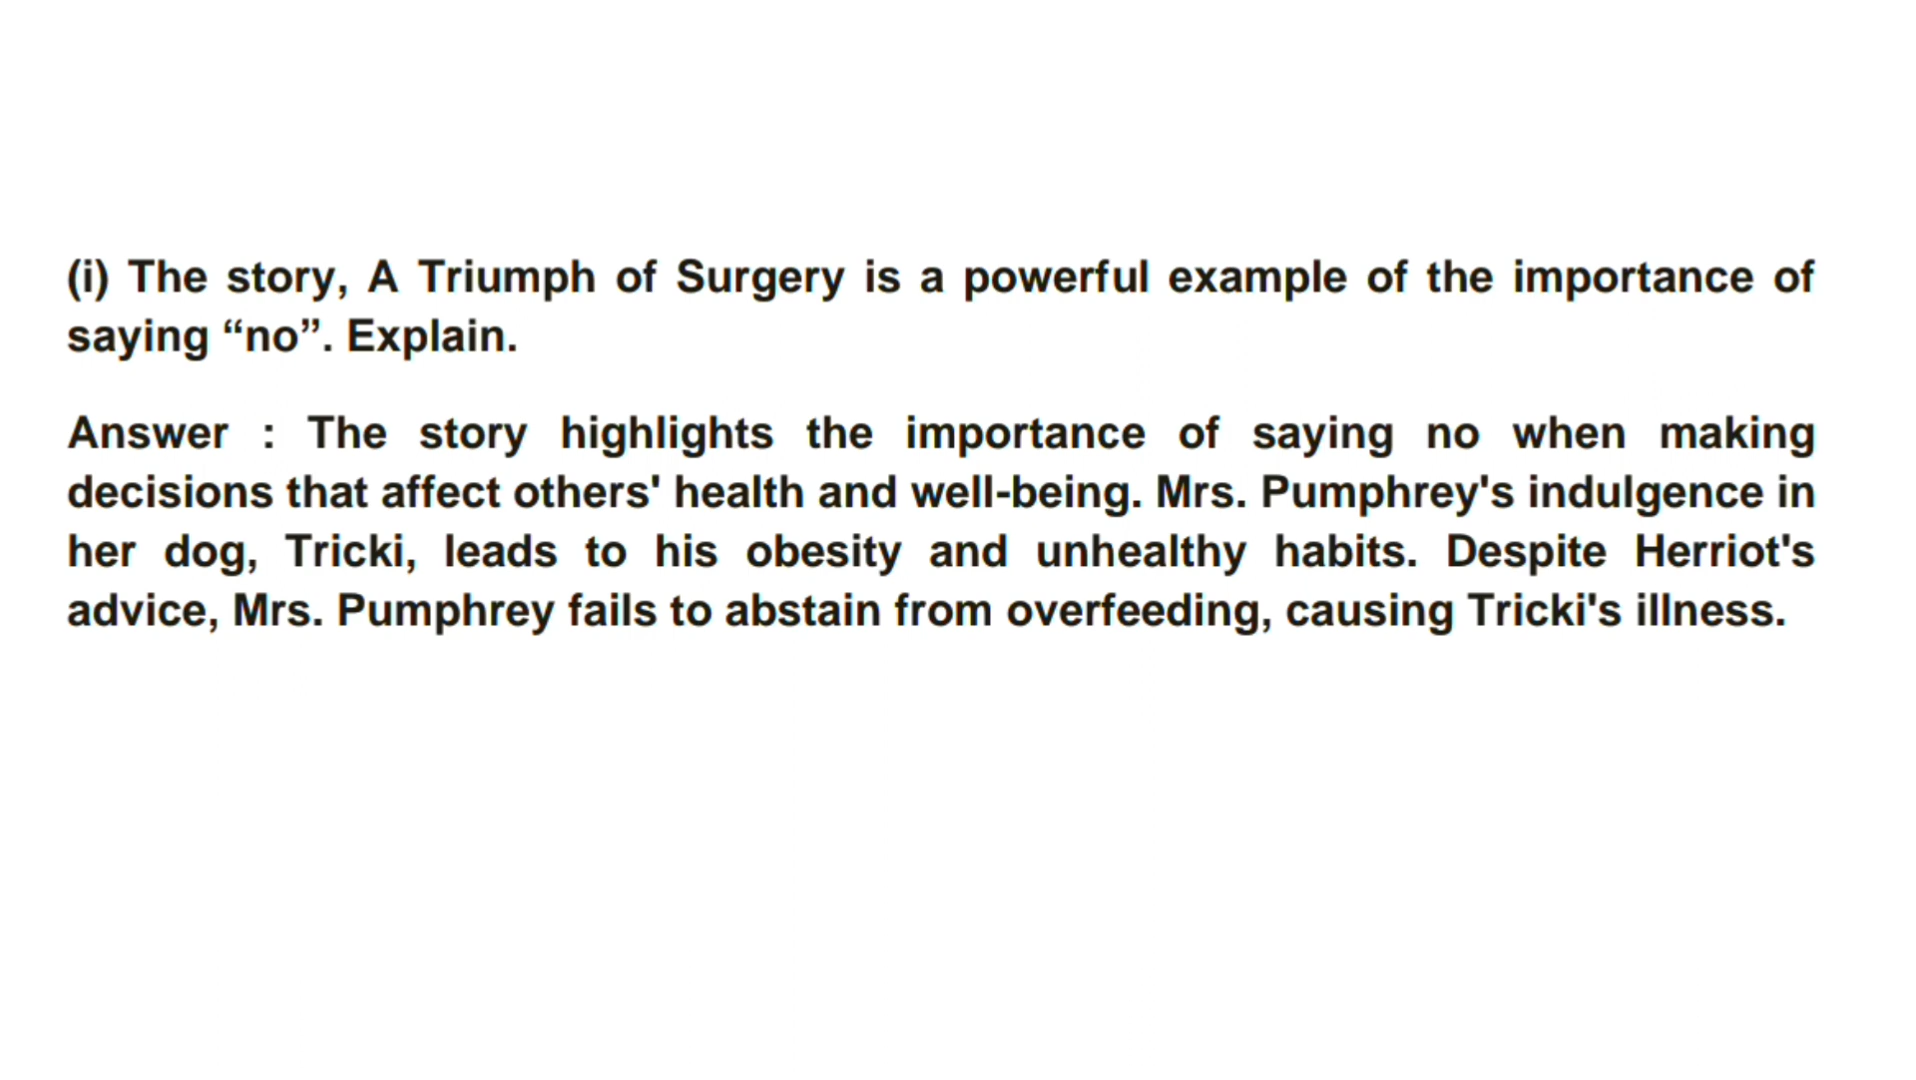 (i) The story, A Triumph of Surgery is a powerful example of the importance of
saying “no”. Explain.
Answer : The story highlights the importance of saying no when making
decisions that affect others' health and well-being. Mrs. Pumphrey's indulgence in
her dog, Tricki, leads to his obesity and unhealthy habits. Despite Herriot's
advice, Mrs. Pumphrey fails to abstain from overfeeding, causing Tricki's illness.